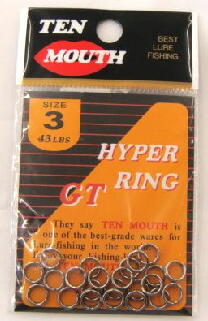 TEN
MOUTH
BEST
LURE
FISHING
SIZE
3
43 LBS
HYPER
RING
GT
They say TEN MOUTH is
one of the best-grade wares for
lure fishing in the
your fishing